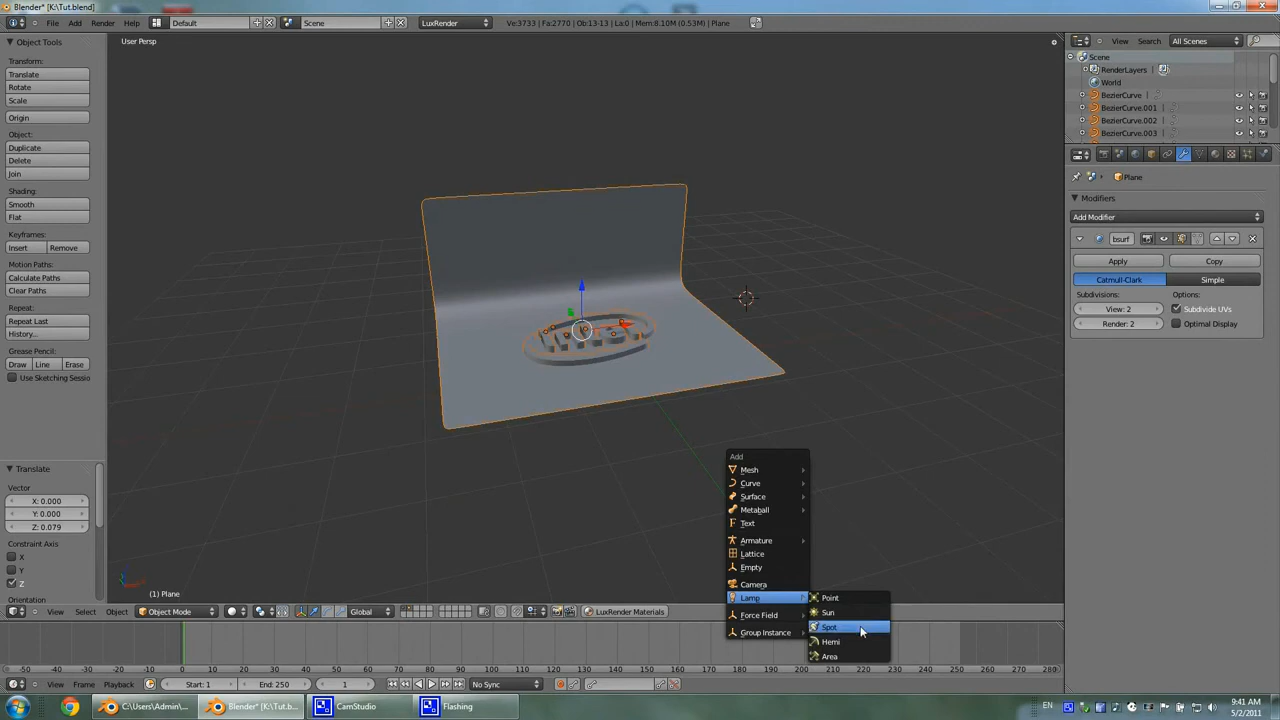 Blender* [K:\Tut.blend]
File Add Render Help Default Scene LuxRender Ve:3733 | Fa:2770 | Ob:13-13 | La:0 | Mem:8.10M (0.53M) | Plane
Object Tools
Transform:
Translate
Rotate
Scale
Origin
Object:
Duplicate
Delete
Join
Shading:
Smooth
Flat
Keyframes:
Insert Remove
Motion Paths:
Calculate Paths
Clear Paths
Repeat:
Repeat Last
History...
Grease Pencil:
Draw Line Erase
Use Sketching Sessio
Translate
Vector
X: 0.000
Y: 0.000
Z: 0.079
Constraint Axis
X
Y
Z
User Persp
(1) Plane
Add
Mesh
Curve
Surface
Metaball
Text
Armature
Lattice
Empty
Camera
Lamp
Force Field
Group Instance
Point
Sun
Spot
Hemi
Area
View Select Object Object Mode Global LuxRender Materials
View Search All Scenes
Scene
RenderLayers
World
BezierCurve
BezierCurve.001
BezierCurve.002
BezierCurve.003
Plane
Modifiers
Add Modifier
bsurf
Apply Copy
Catmull-Clark Simple
Subdivisions: Options:
View: 2 Subdivide UVs
Render: 2 Optimal Display
-50 -40 -30 -20 -10 0 10 20 30 40 50 60 70 80 90 100 110 120 130 140 150 160 170 180 190 200 210 220 230 240 250 260 270 280
View Frame Playback Start: 1 End: 250 1 No Sync
C:\Users\Admin\... Blender* [K:\Tut.b... CamStudio Flashing EN 9:41 AM
5/2/2011